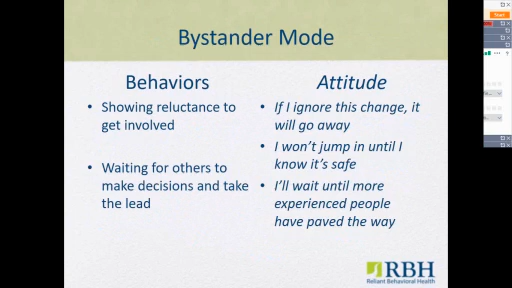 Bystander Mode
Behaviors
• Showing reluctance to
get involved
• Waiting for others to
make decisions and take
the lead
Attitude
• If I ignore this change, it
will go away
• I won't jump in until I
know it's safe
• I'll wait until more
experienced people
have paved the way
RBH
Reliant Behavioral Health
Start